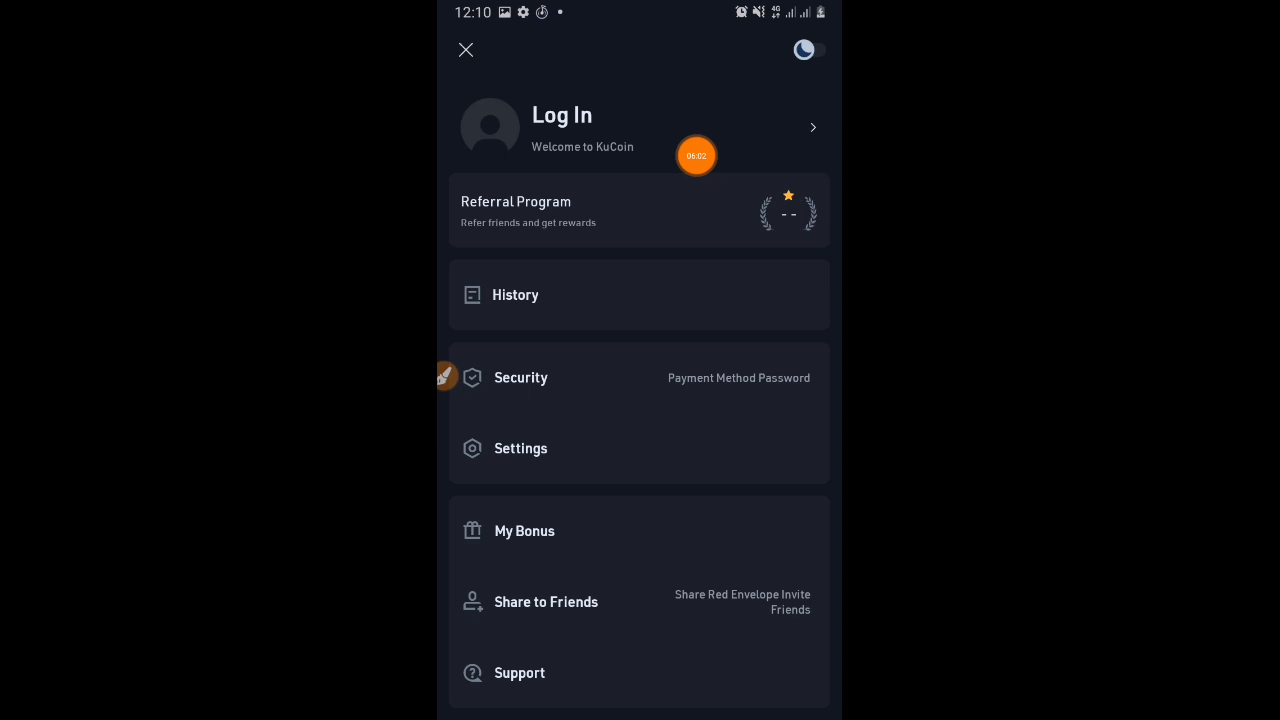 12:10
4G
Log In
Welcome to KuCoin
06:02
Referral Program
Refer friends and get rewards
- -
History
Security
Payment Method Password
Settings
My Bonus
Share to Friends
Share Red Envelope Invite
Friends
Support